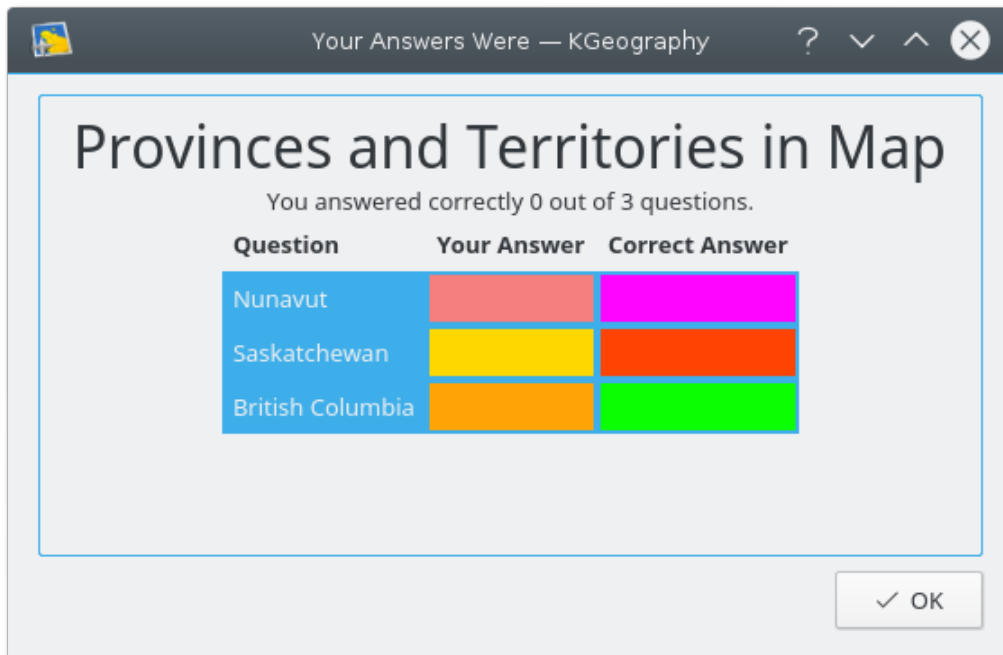 Your Answers Were — KGeography
Provinces and Territories in Map
You answered correctly 0 out of 3 questions.
Question Your Answer Correct Answer
Nunavut
Saskatchewan
British Columbia
OK